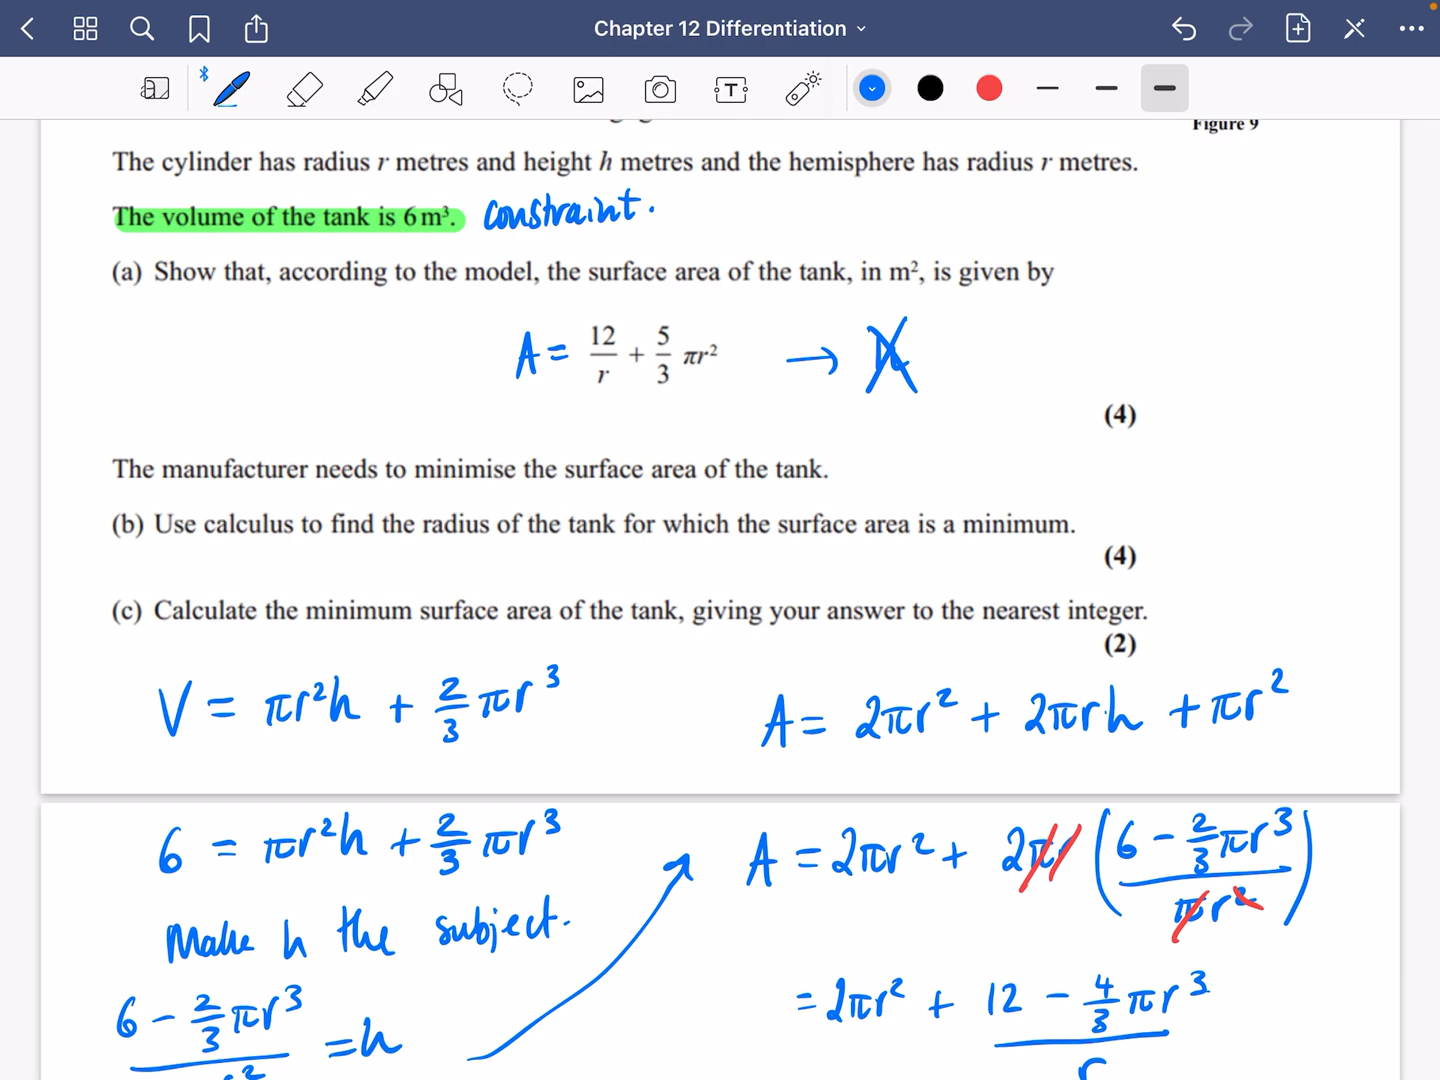 Chapter 12 Differentiation
Figure 9
The cylinder has radius r metres and height h metres and the hemisphere has radius r metres.
The volume of the tank is 6 m³. constraint.
(a) Show that, according to the model, the surface area of the tank, in m², is given by
A = 12/r + 5/3 πr² → A
(4)
The manufacturer needs to minimise the surface area of the tank.
(b) Use calculus to find the radius of the tank for which the surface area is a minimum.
(4)
(c) Calculate the minimum surface area of the tank, giving your answer to the nearest integer.
(2)
V = πr²h + 2/3 πr³
A = 2πr² + 2πrh + πr²
6 = πr²h + 2/3 πr³
A = 2πr² + 2πr ( (6 − 2/3 πr³) / πr² )
Make h the subject.
= 2πr² + (12 − 4/3 πr³) / r
6 − 2/3 πr³ = h